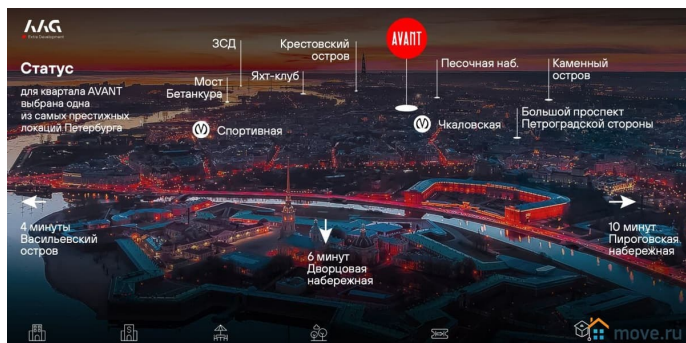 AAG
Extra Development
Статус
для квартала AVANT
выбрана одна
из самых престижных
локаций Петербурга
ЗСД
Мост
Бетанкура
Яхт-клуб
Крестовский
остров
AVANT
Песочная наб.
Каменный
остров
Спортивная
Чкаловская
Большой проспект
Петроградской стороны
4 минуты
Васильевский
остров
6 минут
Дворцовая
набережная
10 минут
Пироговская
набережная
move.ru